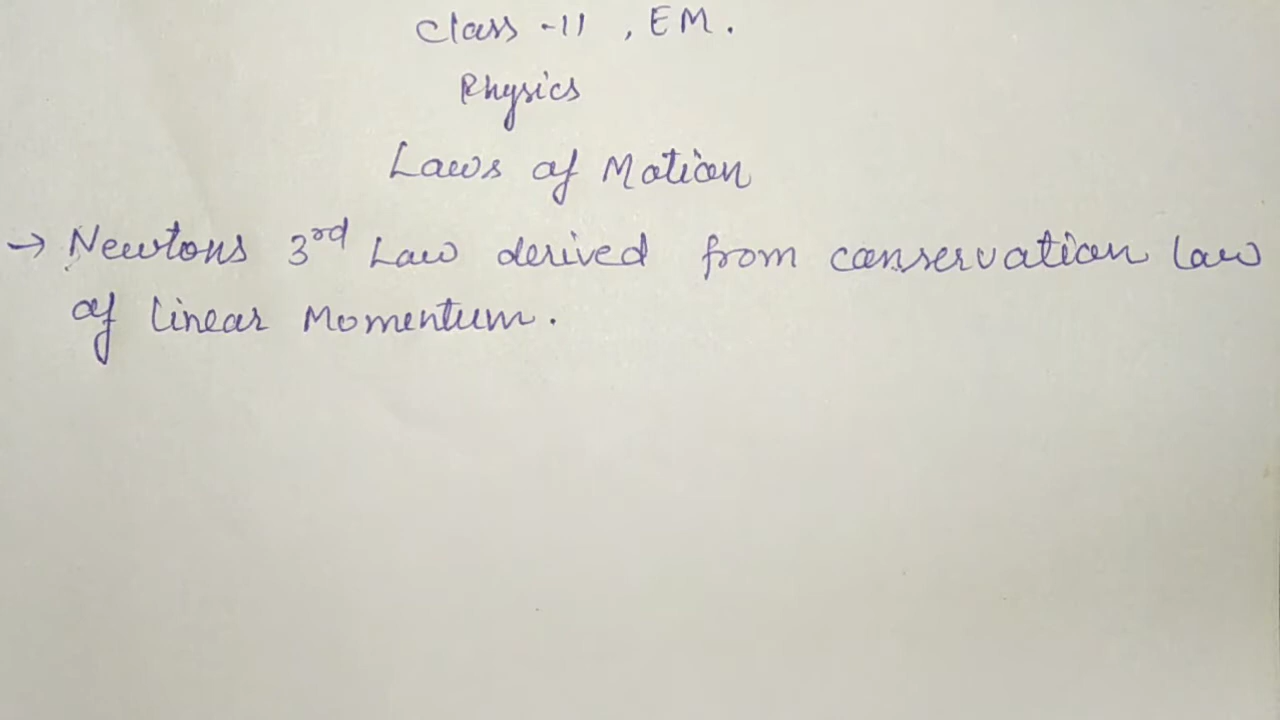 Class -11 , EM.
Physics
Laws of Motion
→ Newtons 3rd Law derived from conservation law
of linear Momentum.